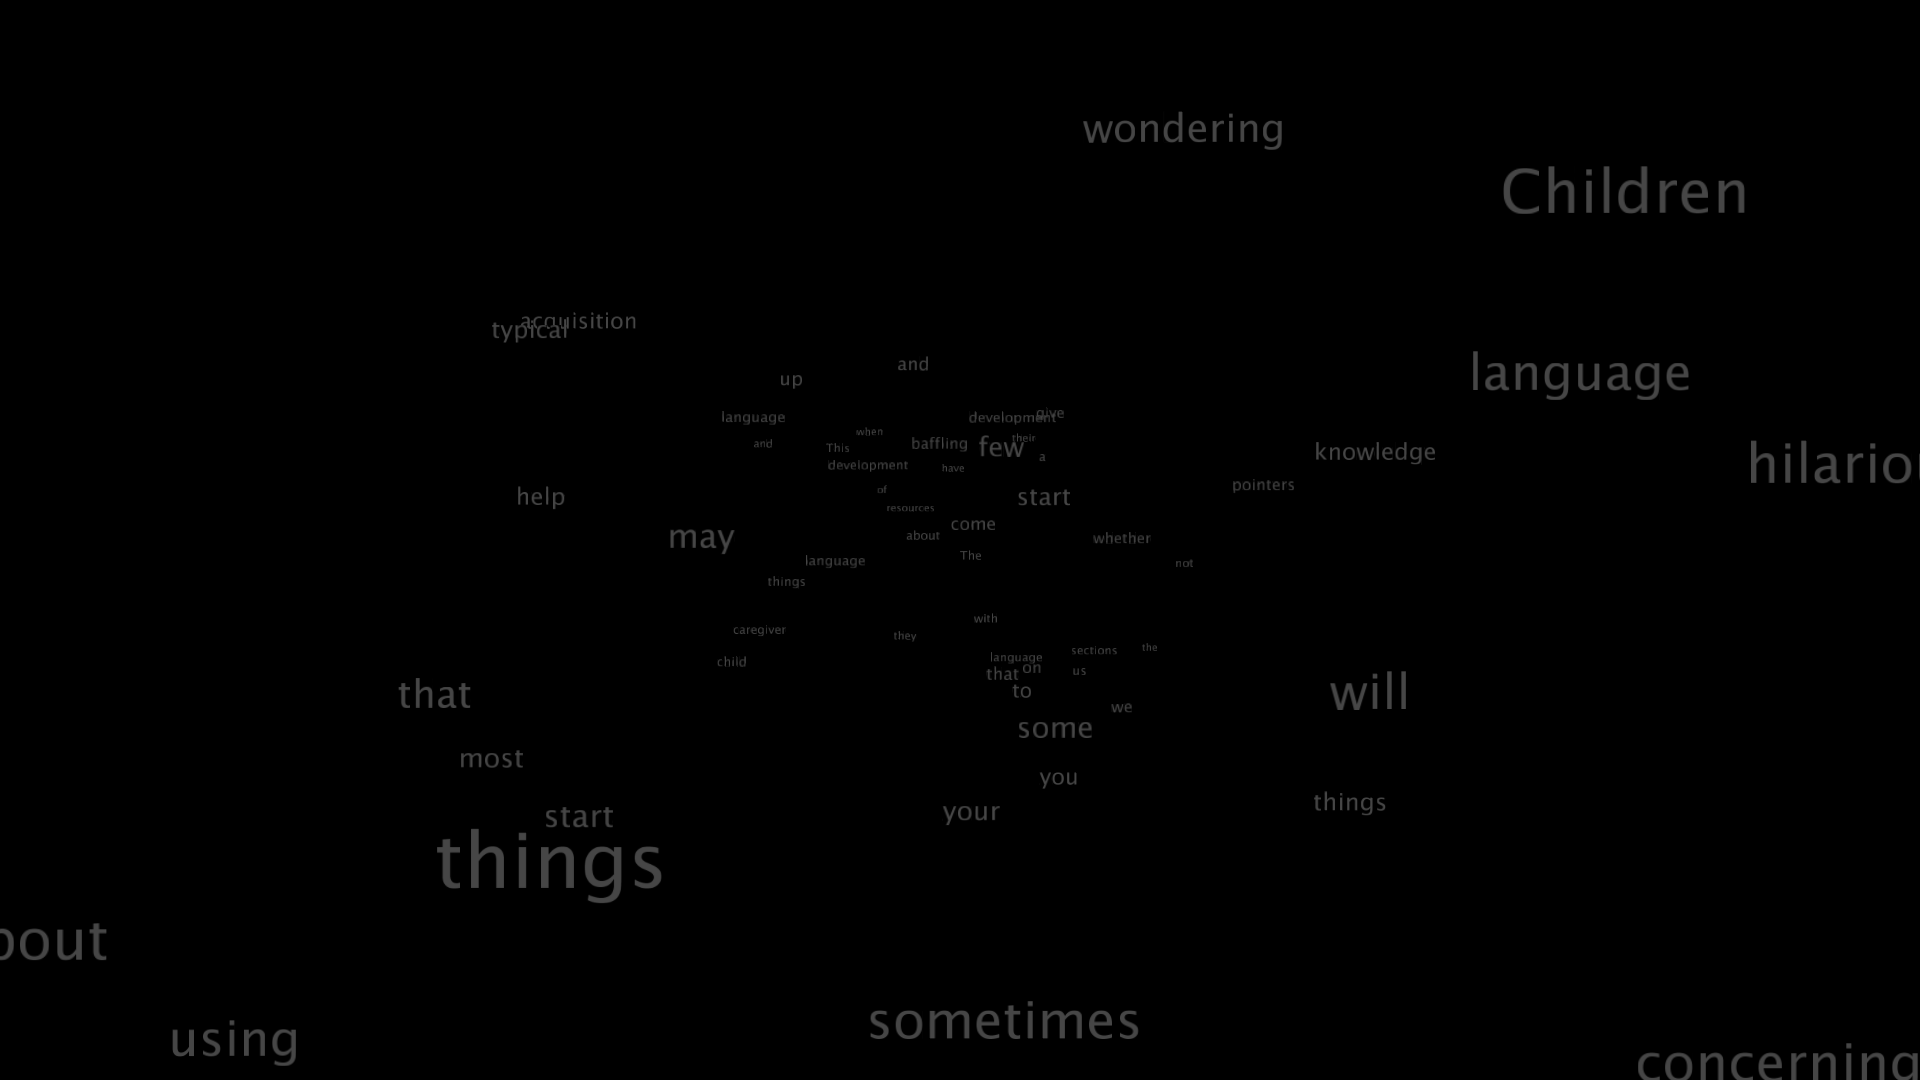 wondering
Children
acquisition
typical
and
language
up
give
development
language
when
their
few
This
and
baffling
hilario
knowledge
a
development
have
pointers
of
help
start
resources
come
may
about
whether
The
language
not
things
with
caregiver
they
the
sections
language
child
on
us
that
to
will
that
we
some
most
you
things
your
start
things
bout
sometimes
using
concerning